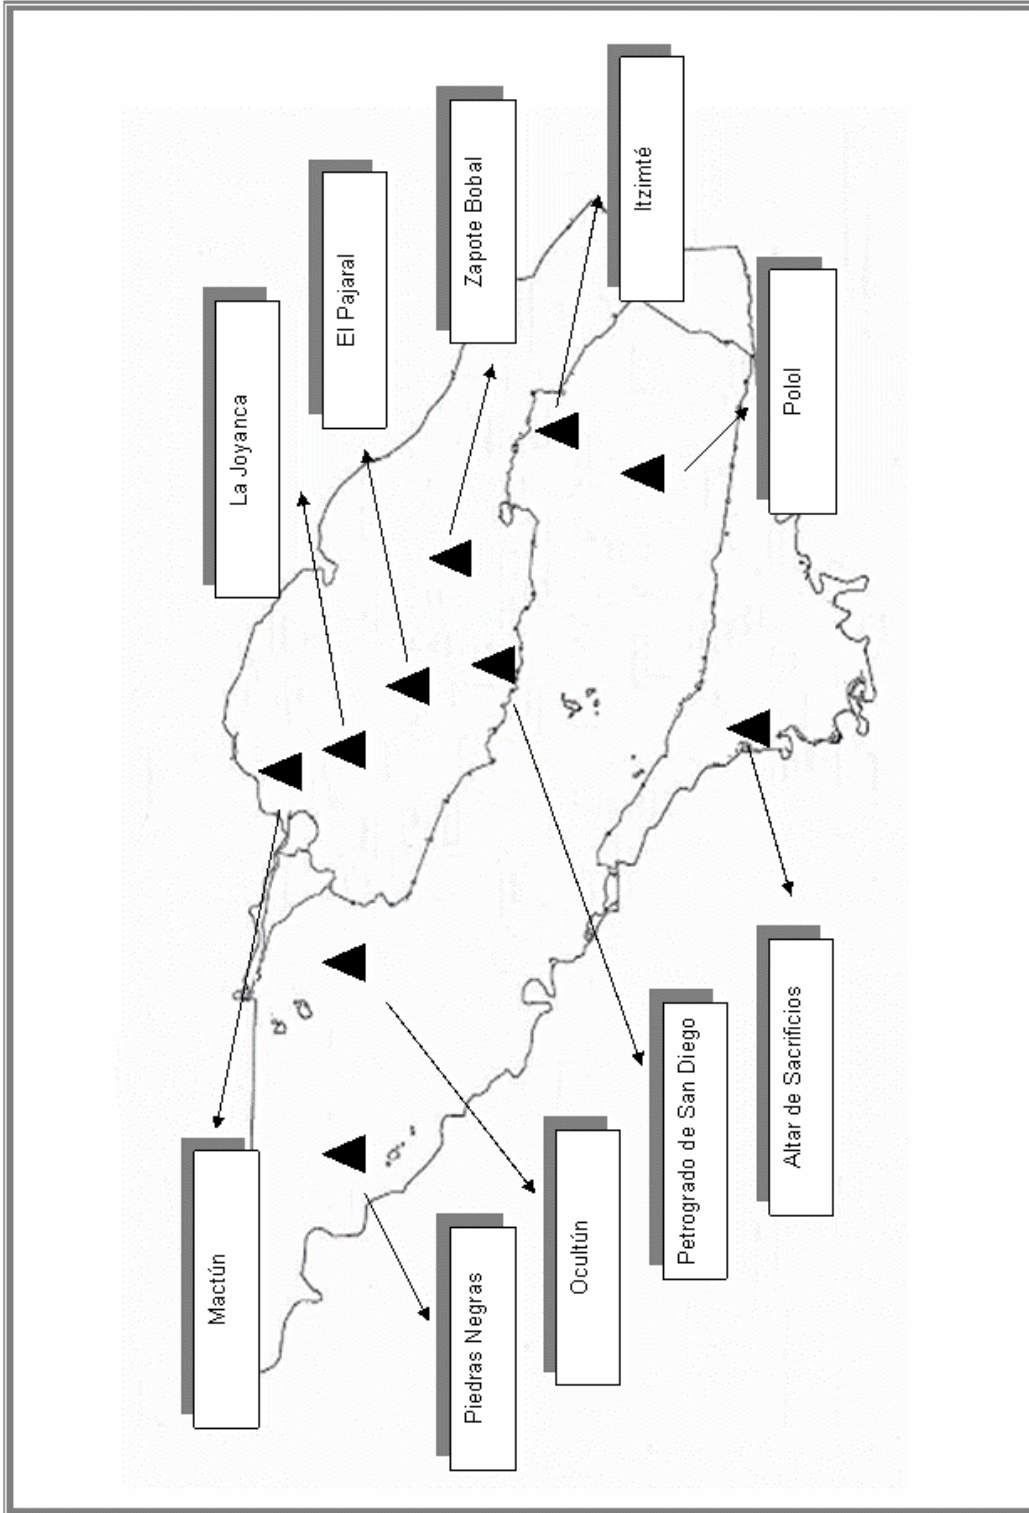 Mactún
La Joyanca
El Pajaral
Zapote Bobal
Piedras Negras
Ocultún
Itzimté
Petrogrado de San Diego
Polol
Altar de Sacrificios